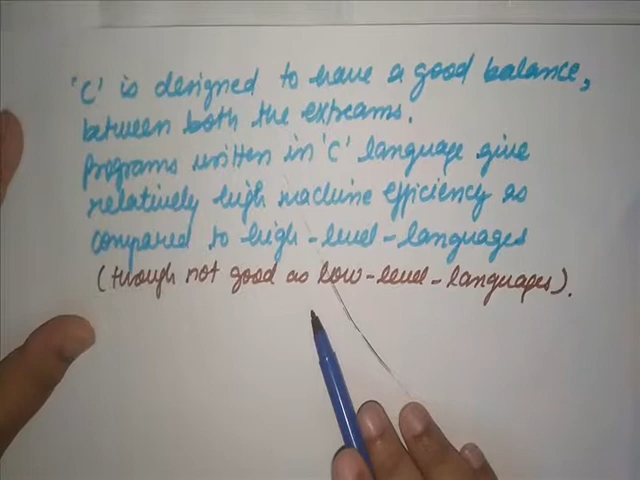 'C' is designed to have a good balance,
between both the extreams.
programs written in 'C' language give
relatively high machine efficiency as
compared to high-level-languages
(though not good as low-level-languages).